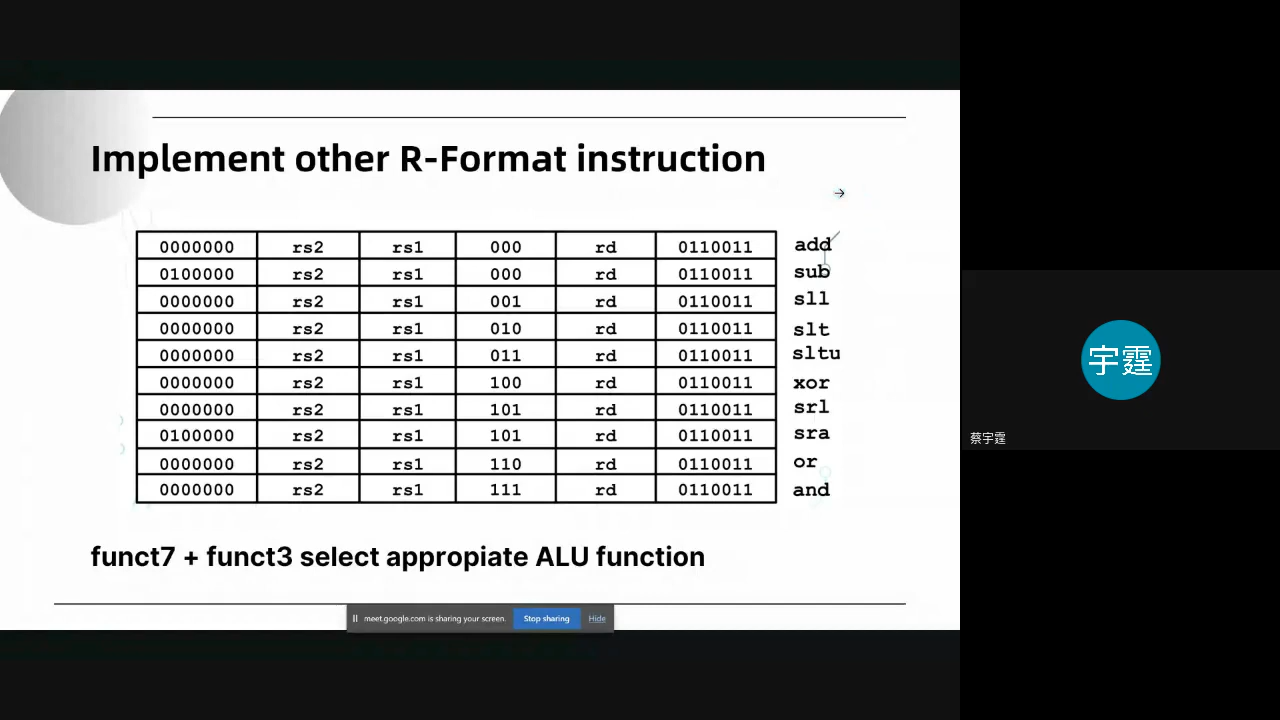 Implement other R-Format instruction
0000000 rs2 rs1 000 rd 0110011 add
0100000 rs2 rs1 000 rd 0110011 sub
0000000 rs2 rs1 001 rd 0110011 sll
0000000 rs2 rs1 010 rd 0110011 slt
0000000 rs2 rs1 011 rd 0110011 sltu
0000000 rs2 rs1 100 rd 0110011 xor
0000000 rs2 rs1 101 rd 0110011 srl
0100000 rs2 rs1 101 rd 0110011 sra
0000000 rs2 rs1 110 rd 0110011 or
0000000 rs2 rs1 111 rd 0110011 and
funct7 + funct3 select appropiate ALU function
meet.google.com is sharing your screen. Stop sharing Hide
宇霆
蔡宇霆